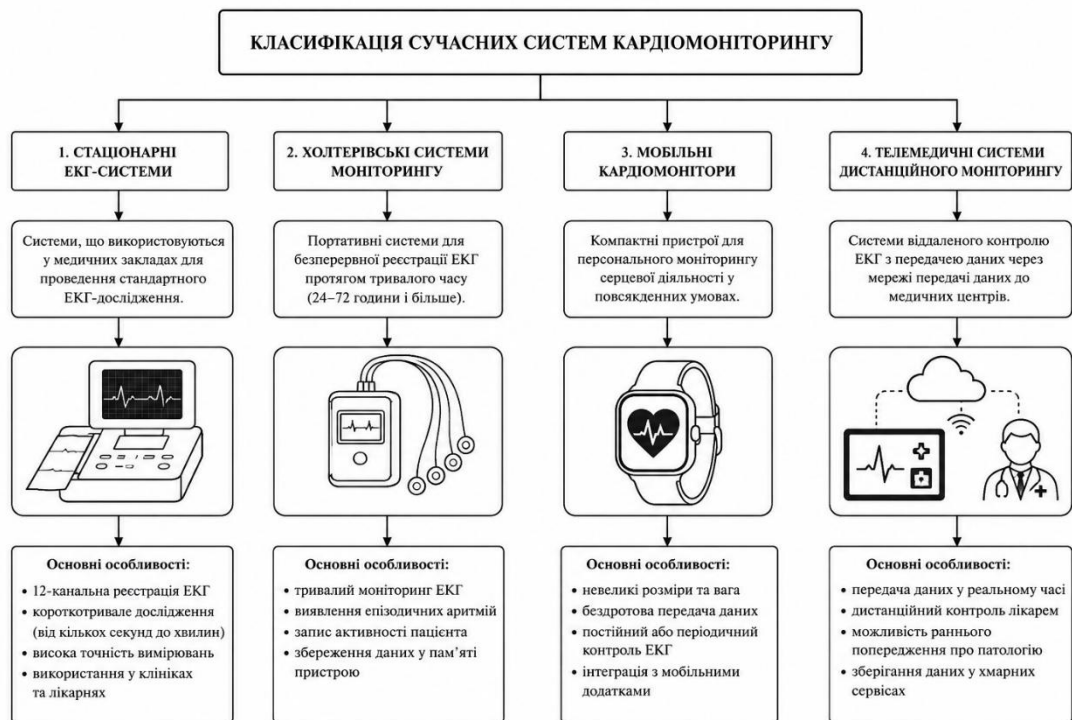 КЛАСИФІКАЦІЯ СУЧАСНИХ СИСТЕМ КАРДІОМОНІТОРИНГУ
1. СТАЦІОНАРНІ
ЕКГ-СИСТЕМИ
Системи, що використовуються
у медичних закладах для
проведення стандартного
ЕКГ-дослідження.
Основні особливості:
• 12-канальна реєстрація ЕКГ
• короткотривале дослідження
(від кількох секунд до хвилин)
• висока точність вимірювань
• використання у клініках
та лікарнях
2. ХОЛТЕРІВСЬКІ СИСТЕМИ
МОНІТОРИНГУ
Портативні системи для
безперервної реєстрації ЕКГ
протягом тривалого часу
(24–72 години і більше).
Основні особливості:
• тривалий моніторинг ЕКГ
• виявлення епізодичних аритмій
• запис активності пацієнта
• збереження даних у пам’яті
пристрою
3. МОБІЛЬНІ
КАРДІОМОНІТОРИ
Компактні пристрої для
персонального моніторингу
серцевої діяльності у
повсякденних умовах.
Основні особливості:
• невеликі розміри та вага
• бездротова передача даних
• постійний або періодичний
контроль ЕКГ
• інтеграція з мобільними
додатками
4. ТЕЛЕМЕДИЧНІ СИСТЕМИ
ДИСТАНЦІЙНОГО МОНІТОРИНГУ
Системи віддаленого контролю
ЕКГ з передачею даних через
мережі передачі даних до
медичних центрів.
Основні особливості:
• передача даних у реальному часі
• дистанційний контроль лікарем
• можливість раннього
попередження про патологію
• зберігання даних у хмарних
сервісах